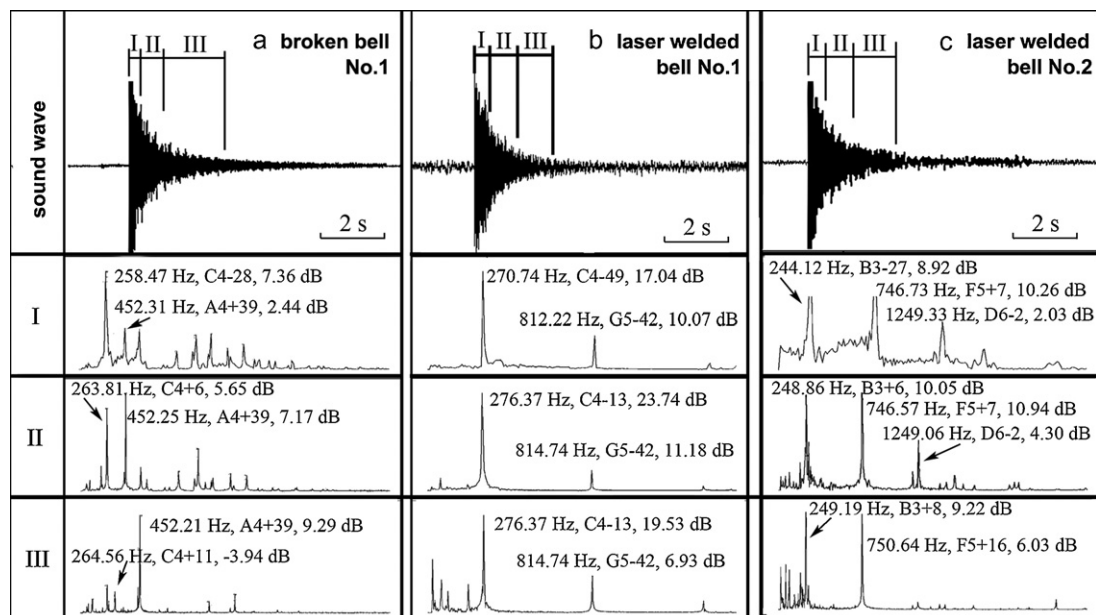 sound wave
I II III
a broken bell
No.1
2 s
I II III
b laser welded
bell No.1
2 s
I II III
c laser welded
bell No.2
2 s
I
258.47 Hz, C4-28, 7.36 dB
452.31 Hz, A4+39, 2.44 dB
270.74 Hz, C4-49, 17.04 dB
812.22 Hz, G5-42, 10.07 dB
244.12 Hz, B3-27, 8.92 dB
746.73 Hz, F5+7, 10.26 dB
1249.33 Hz, D6-2, 2.03 dB
II
263.81 Hz, C4+6, 5.65 dB
452.25 Hz, A4+39, 7.17 dB
276.37 Hz, C4-13, 23.74 dB
814.74 Hz, G5-42, 11.18 dB
248.86 Hz, B3+6, 10.05 dB
746.57 Hz, F5+7, 10.94 dB
1249.06 Hz, D6-2, 4.30 dB
III
452.21 Hz, A4+39, 9.29 dB
264.56 Hz, C4+11, -3.94 dB
276.37 Hz, C4-13, 19.53 dB
814.74 Hz, G5-42, 6.93 dB
249.19 Hz, B3+8, 9.22 dB
750.64 Hz, F5+16, 6.03 dB